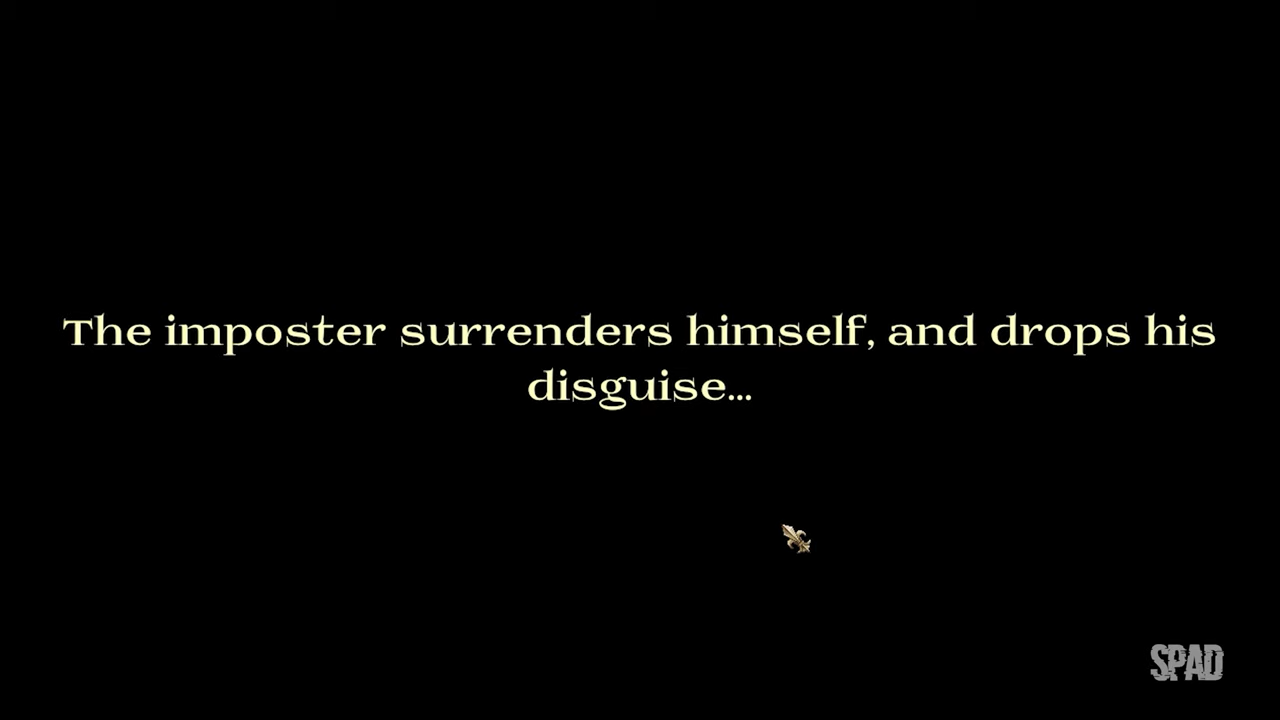 The imposter surrenders himself, and drops his
disguise...
SPAD